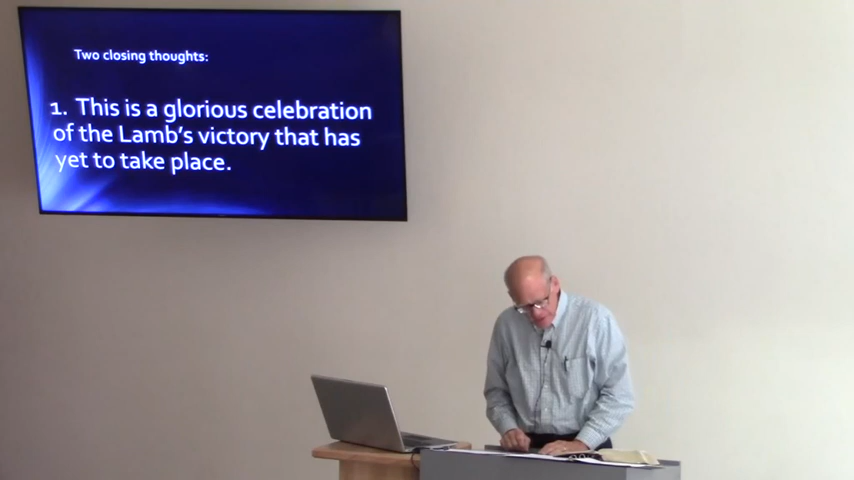 Two closing thoughts:
1. This is a glorious celebration
of the Lamb's victory that has
yet to take place.